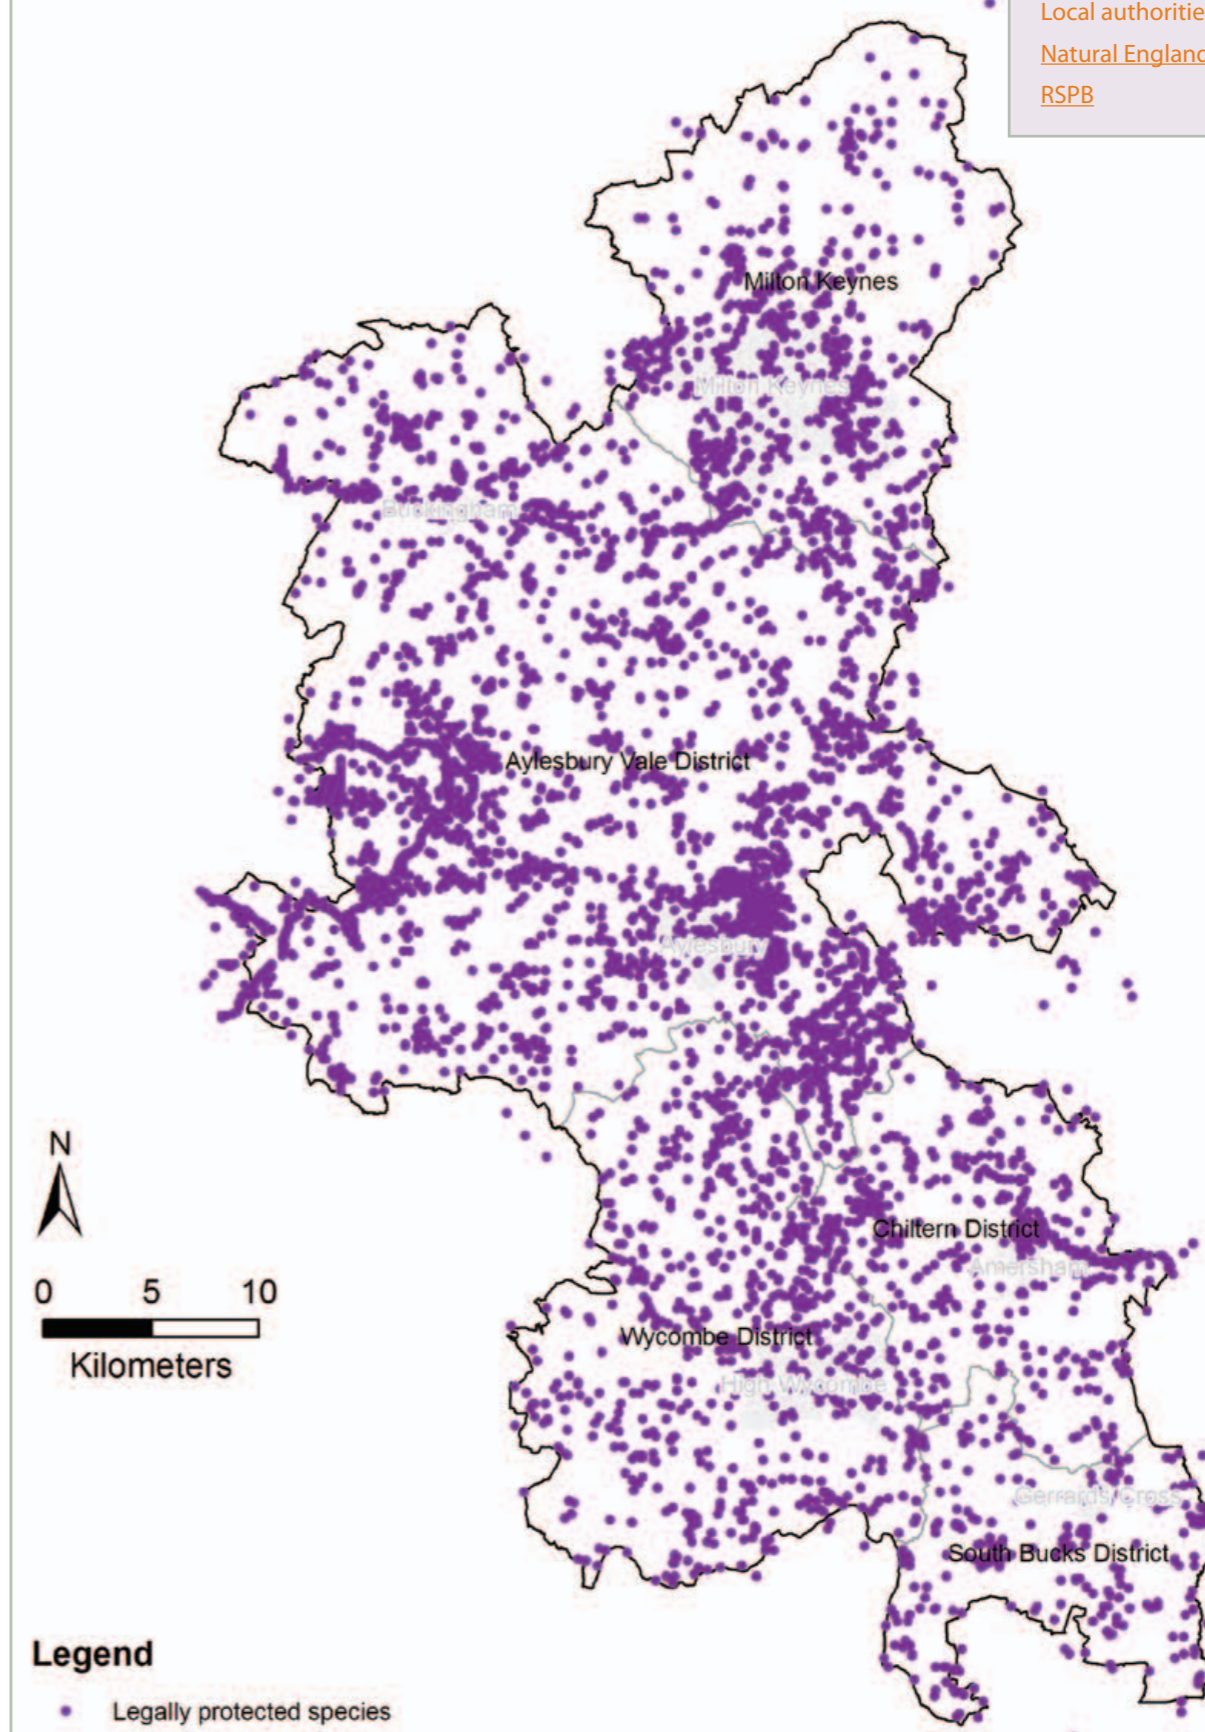 Local authoritie
Natural England
RSPB
Milton Keynes
Milton Keynes
Buckingham
Aylesbury Vale District
Aylesbury
Chiltern District
Amersham
Wycombe District
High Wycombe
Gerrards Cross
South Bucks District
N
0 5 10
Kilometers
Legend
Legally protected species